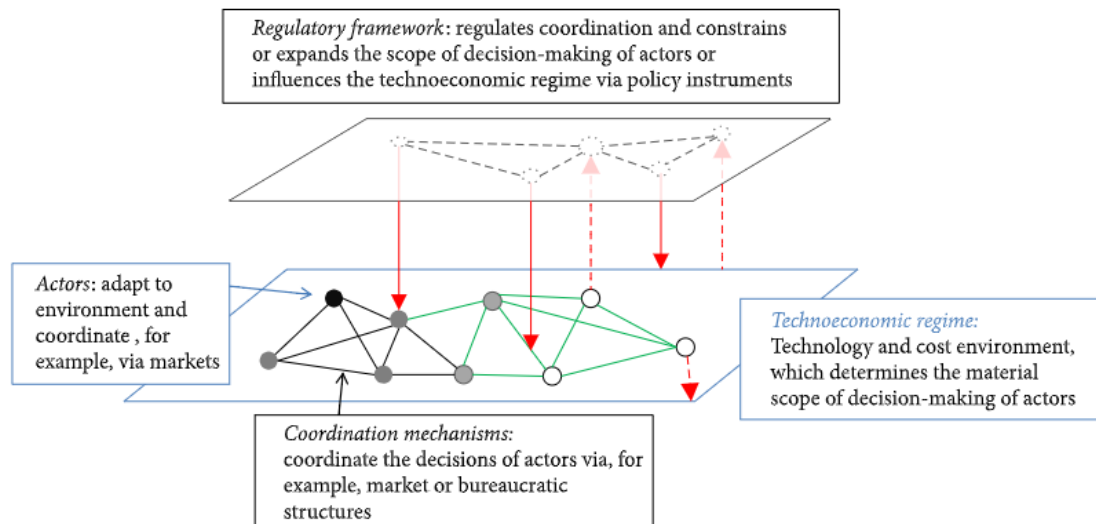 Regulatory framework: regulates coordination and constrains
or expands the scope of decision-making of actors or
influences the technoeconomic regime via policy instruments
Actors: adapt to
environment and
coordinate , for
example, via markets
Technoeconomic regime:
Technology and cost environment,
which determines the material
scope of decision-making of actors
Coordination mechanisms:
coordinate the decisions of actors via, for
example, market or bureaucratic
structures